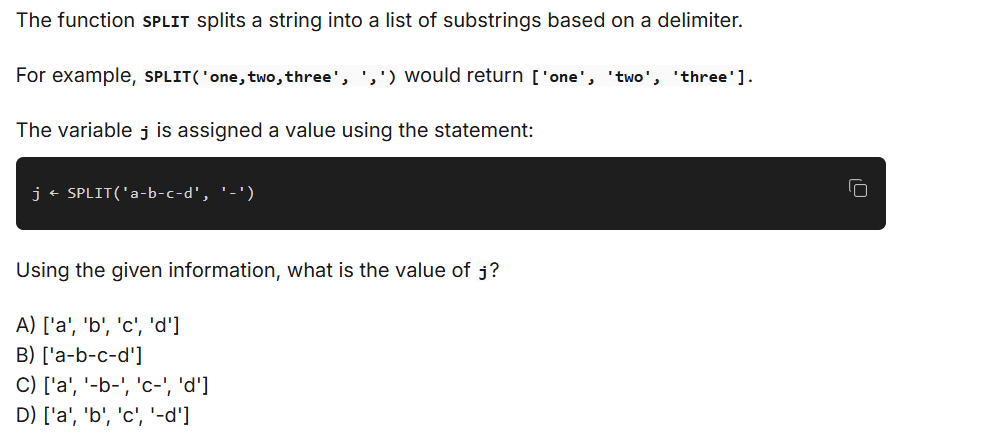 The function SPLIT splits a string into a list of substrings based on a delimiter.
For example, SPLIT('one,two,three', ',') would return ['one', 'two', 'three'].
The variable j is assigned a value using the statement:
j ← SPLIT('a-b-c-d', '-')
Using the given information, what is the value of j?
A) ['a', 'b', 'c', 'd']
B) ['a-b-c-d']
C) ['a', '-b-', 'c-', 'd']
D) ['a', 'b', 'c', '-d']